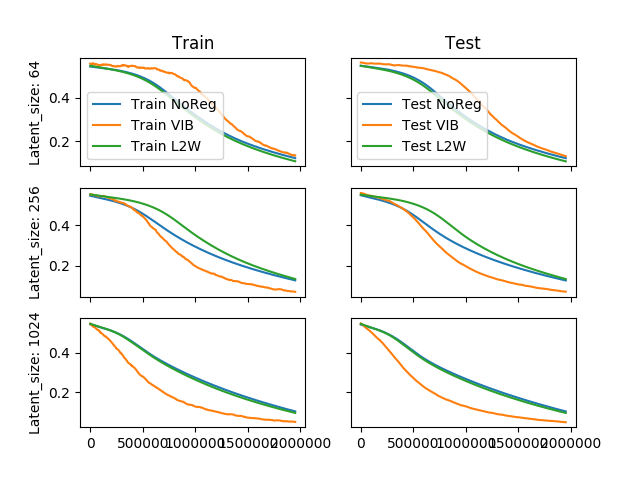 Train
Test
Latent_size: 64
0.4
0.2
Train NoReg
Train VIB
Train L2W
Test NoReg
Test VIB
Test L2W
Latent_size: 256
0.4
0.2
Latent_size: 1024
0.4
0.2
0 500000 1000000 1500000 2000000
0 500000 1000000 1500000 2000000